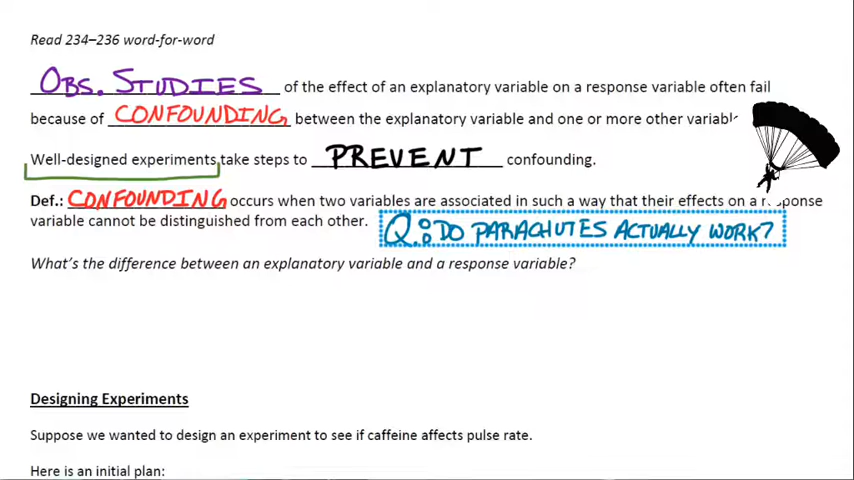 Read 234–236 word-for-word
OBS. STUDIES of the effect of an explanatory variable on a response variable often fail
because of CONFOUNDING between the explanatory variable and one or more other
Well-designed experiments take steps to PREVENT confounding.
Def.: CONFOUNDING occurs when two variables are associated in such a way that their effects on a response
variable cannot be distinguished from each other. Q: DO PARACHUTES ACTUALLY WORK?
What's the difference between an explanatory variable and a response variable?
Designing Experiments
Suppose we wanted to design an experiment to see if caffeine affects pulse rate.
Here is an initial plan: